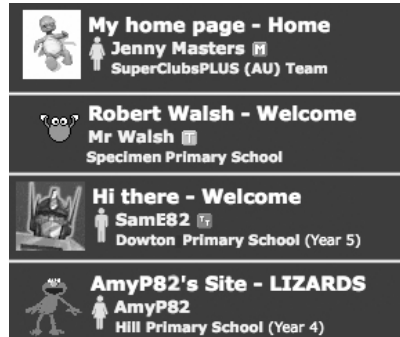 My home page - Home
Jenny Masters M
SuperClubsPLUS (AU) Team
Robert Walsh - Welcome
Mr Walsh T
Specimen Primary School
Hi there - Welcome
SamE82 TT
Dowton Primary School (Year 5)
AmyP82's Site - LIZARDS
AmyP82
Hill Primary School (Year 4)